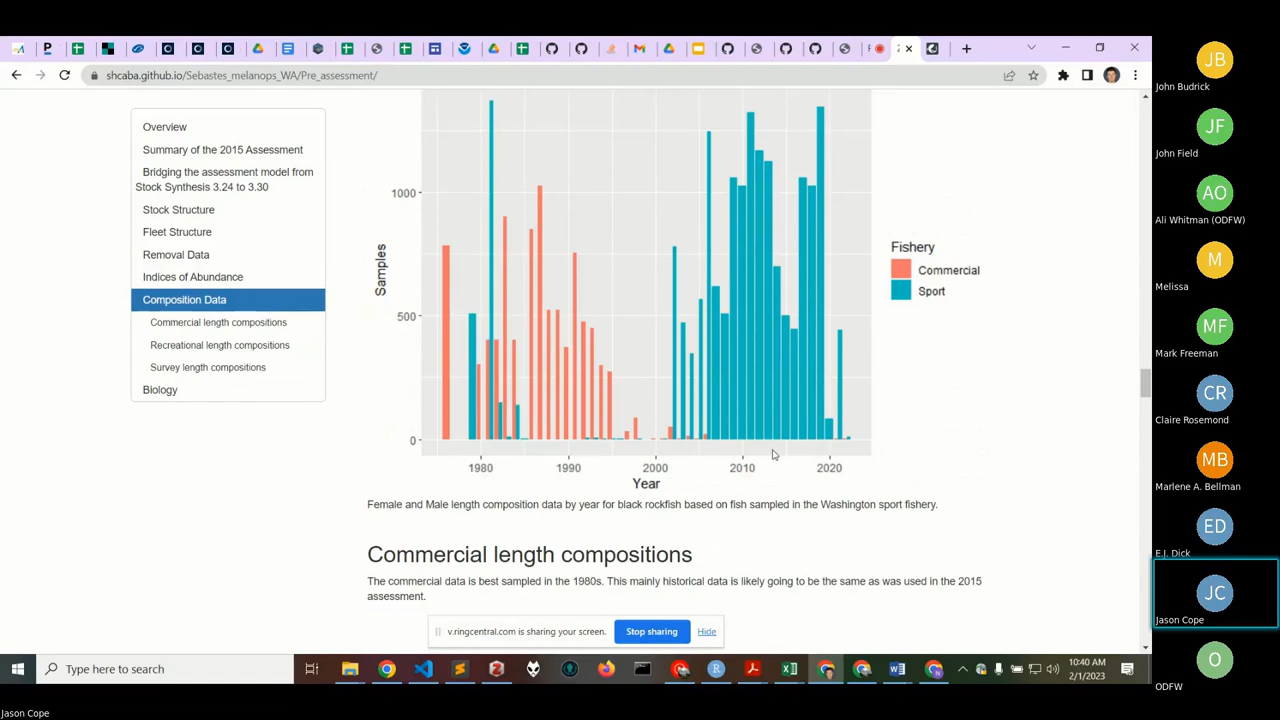 shcaba.github.io/Sebastes_melanops_WA/Pre_assessment/
Overview
Summary of the 2015 Assessment
Bridging the assessment model from
Stock Synthesis 3.24 to 3.30
Stock Structure
Fleet Structure
Removal Data
Indices of Abundance
Composition Data
Commercial length compositions
Recreational length compositions
Survey length compositions
Biology
Samples
1000
500
0
1980
1990
2000
2010
2020
Year
Fishery
Commercial
Sport
Female and Male length composition data by year for black rockfish based on fish sampled in the Washington sport fishery.
Commercial length compositions
The commercial data is best sampled in the 1980s. This mainly historical data is likely going to be the same as was used in the 2015
assessment.
v.ringcentral.com is sharing your screen.
Stop sharing
Hide
Type here to search
10:40 AM
2/1/2023
JB
John Budrick
JF
John Field
AO
Ali Whitman (ODFW)
M
Melissa
MF
Mark Freeman
CR
Claire Rosemond
MB
Marlene A. Bellman
ED
E.J. Dick
JC
Jason Cope
O
ODFW
Jason Cope